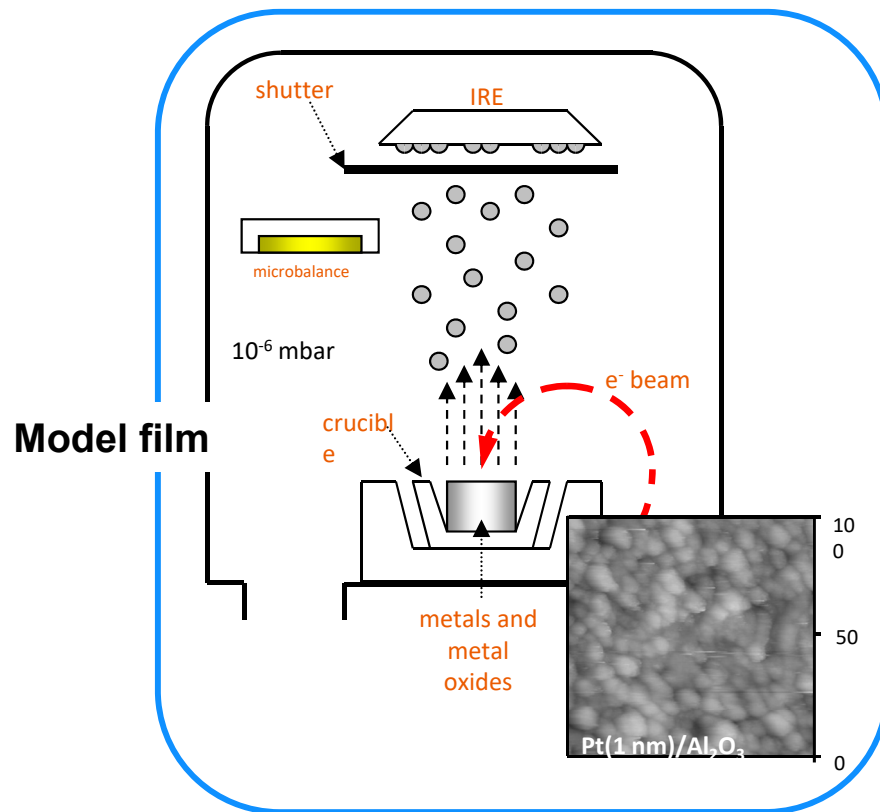 shutter
IRE
microbalance
10⁻⁶ mbar
e⁻ beam
Model film
crucibl
e
metals and
metal
oxides
10
0
50
0
Pt(1 nm)/Al₂O₃